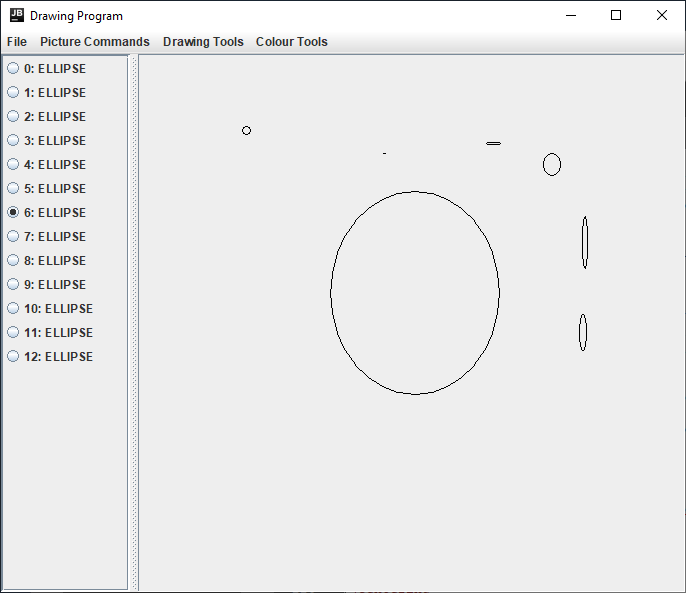 JB Drawing Program
File Picture Commands Drawing Tools Colour Tools
0: ELLIPSE
1: ELLIPSE
2: ELLIPSE
3: ELLIPSE
4: ELLIPSE
5: ELLIPSE
6: ELLIPSE
7: ELLIPSE
8: ELLIPSE
9: ELLIPSE
10: ELLIPSE
11: ELLIPSE
12: ELLIPSE